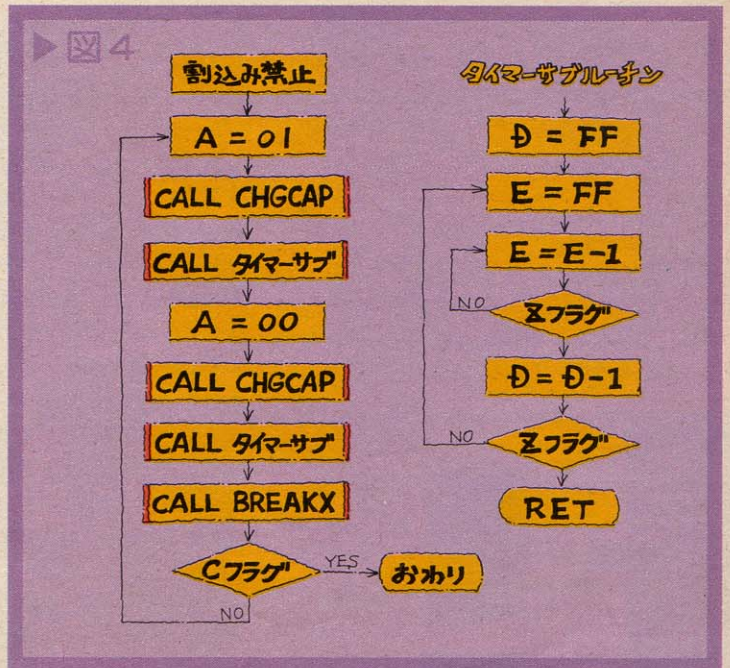 ▶図4
割込み禁止
A = 01
CALL CHGCAP
CALL タイマーサブ
A = 00
CALL CHGCAP
CALL タイマーサブ
CALL BREAKX
Cフラグ
YES
おわり
NO
タイマーサブルーチン
D = FF
E = FF
E = E-1
NO
Zフラグ
D = D-1
NO
Zフラグ
RET